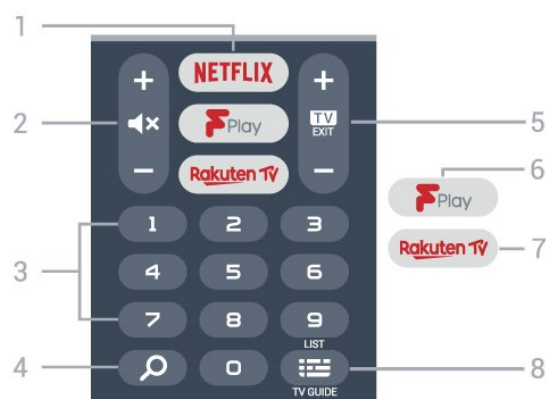 1
+ NETFLIX +
2 TV EXIT 5
F Play
6
- Rakuten TV -
F Play
1 2 3
Rakuten TV 7
3
4 5 6
7 8 9
LIST
4 0 8
TV GUIDE